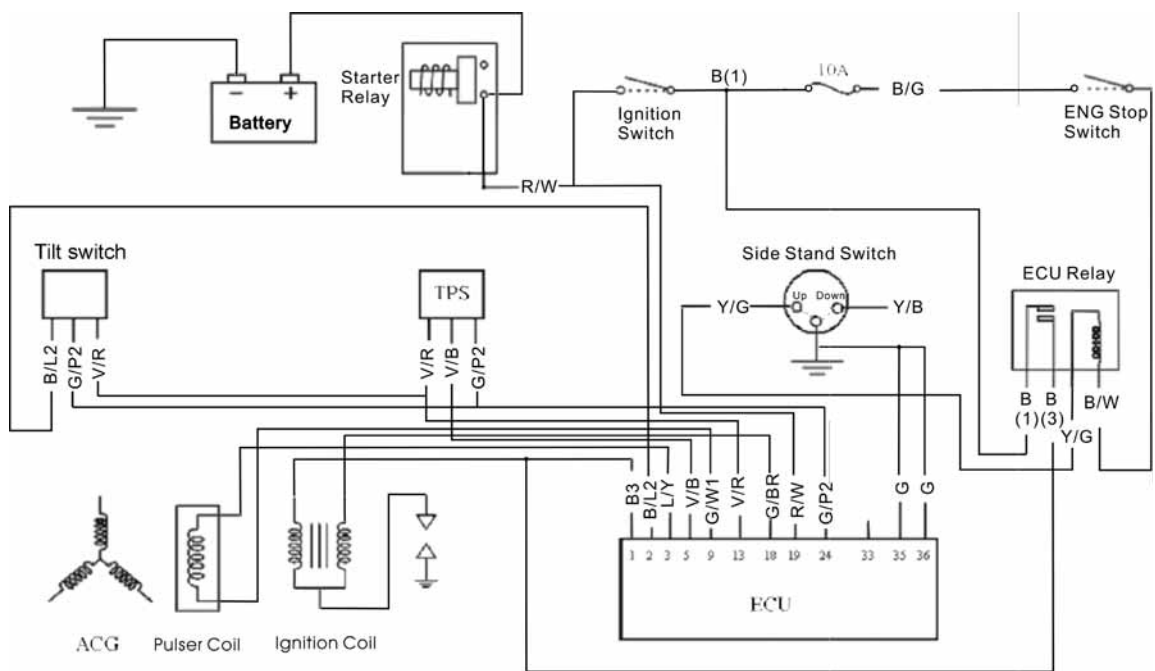 10A
B(1)
B/G
Starter
Relay
Ignition
Switch
ENG Stop
Switch
−
+
Battery
R/W
Tilt switch
TPS
Side Stand Switch
Up
Down
Y/G
Y/B
ECU Relay
B/L2
G/P2
V/R
V/R
V/B
G/P2
B
(1)
B
(3)
Y/G
B/W
B3
B/L2
L/Y
V/B
G/W1
V/R
G/BR
R/W
G/P2
G
G
1
2
3
5
9
13
18
19
24
33
35
36
ECU
ACG
Pulser Coil
Ignition Coil